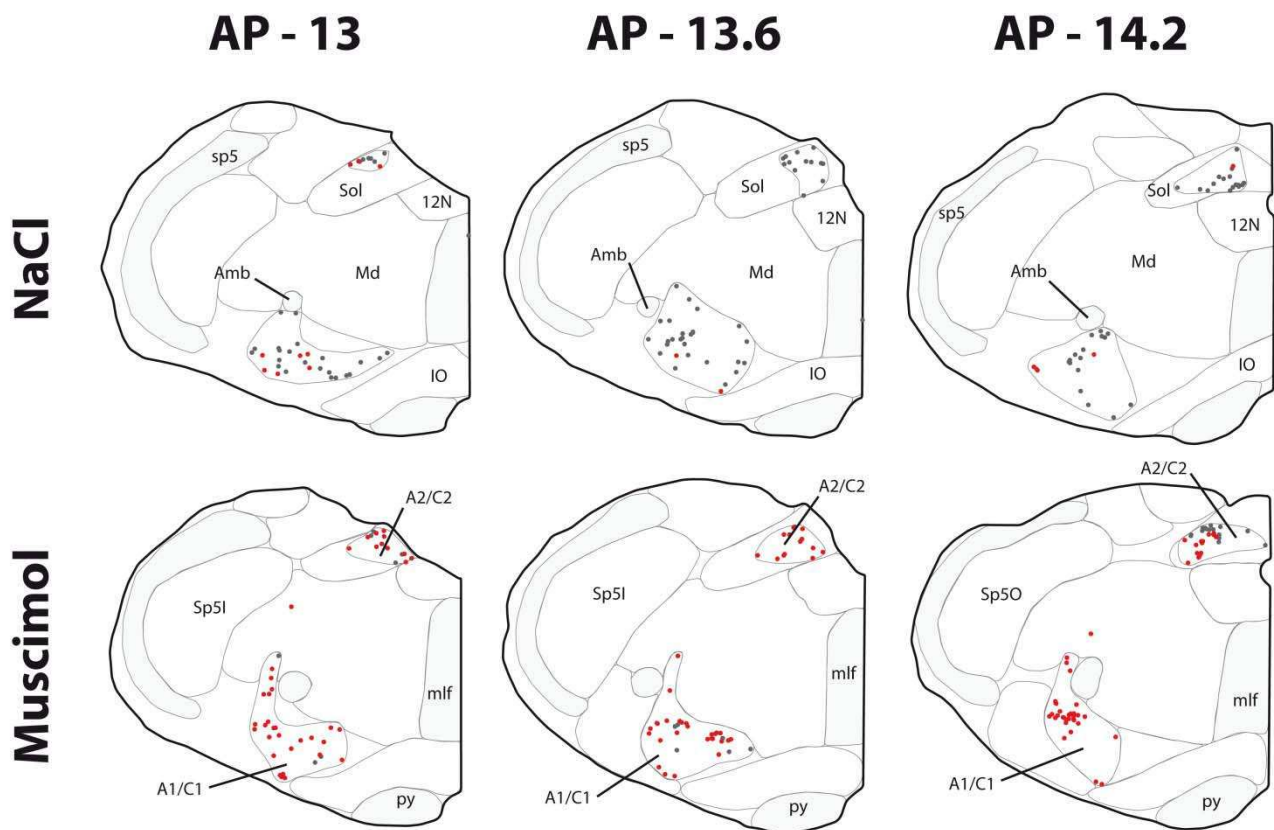 AP - 13
AP - 13.6
AP - 14.2
NaCl
sp5
Sol
12N
Amb
Md
IO
sp5
Sol
12N
Amb
Md
IO
sp5
Sol
12N
Amb
Md
IO
Muscimol
A2/C2
Sp5I
mlf
A1/C1
py
A2/C2
Sp5I
mlf
A1/C1
py
A2/C2
Sp5O
mlf
A1/C1
py